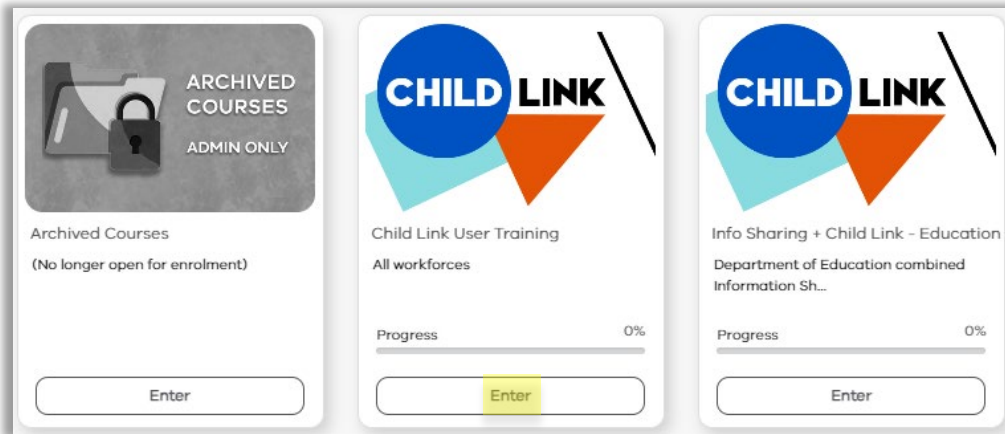 ARCHIVED
COURSES
ADMIN ONLY
Archived Courses
(No longer open for enrolment)
Enter
CHILD LINK
Child Link User Training
All workforces
Progress 0%
Enter
CHILD LINK
Info Sharing + Child Link - Education
Department of Education combined
Information Sh...
Progress 0%
Enter